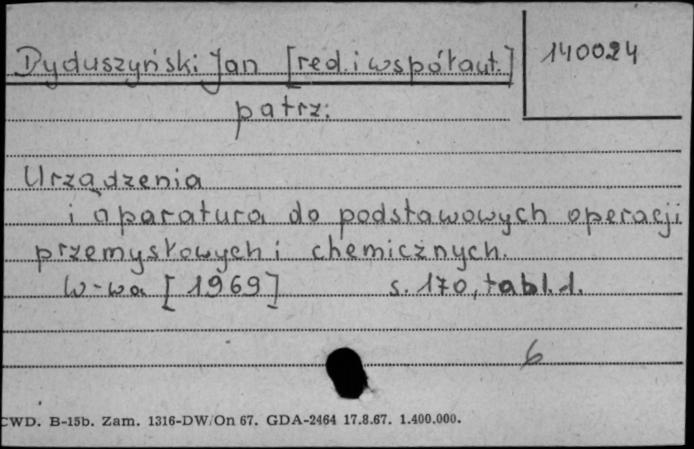 Dyduszyński Jan [red. i współaut.]
140024
patrz:
Urządzenia
i aparatura do podstawowych operacji
przemysłowych i chemicznych.
W-wa [1969] s. 170, tabl. 1.
6
CWD. B-15b. Zam. 1316-DW/On 67. GDA-2464 17.8.67. 1.400.000.